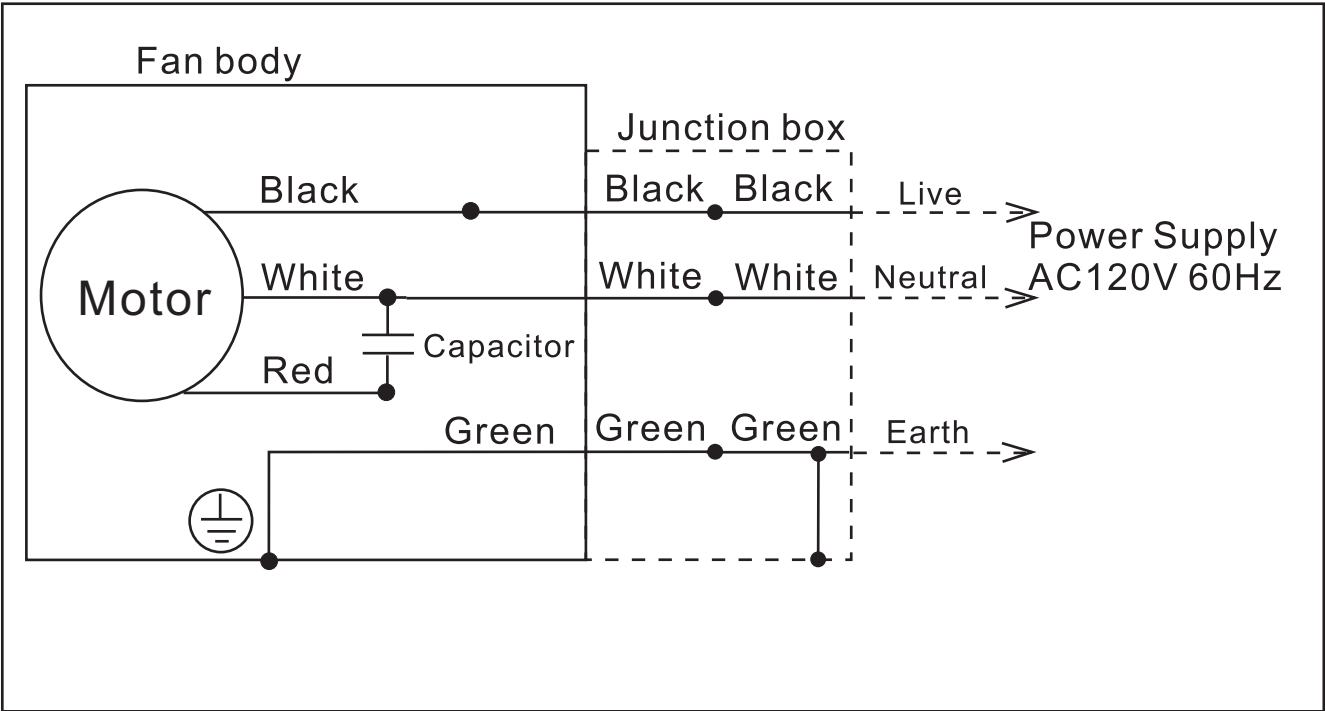 Fan body
Junction box
Black
Black Black
Live
Power Supply
AC120V 60Hz
White
White White
Neutral
Motor
Capacitor
Red
Green
Green Green
Earth